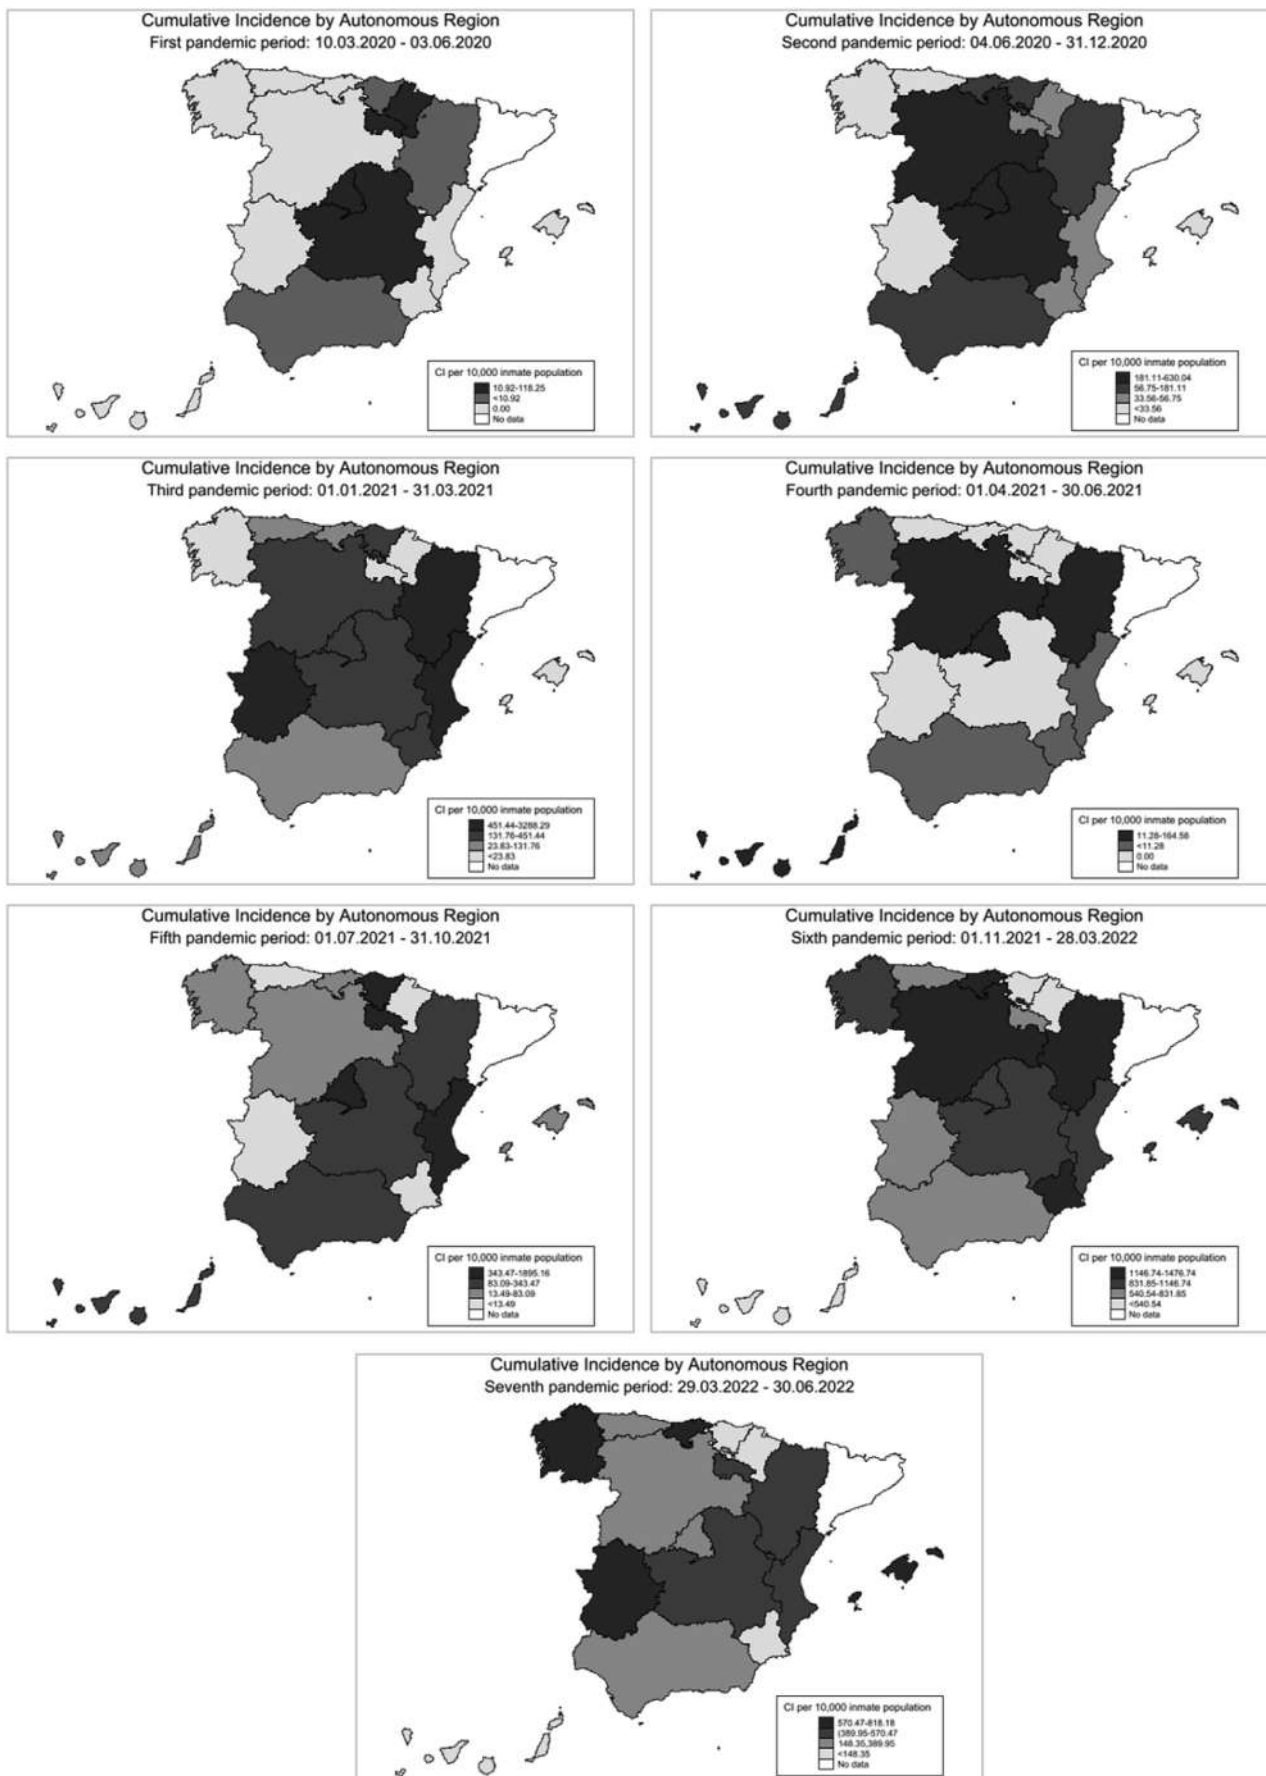 Cumulative Incidence by Autonomous Region
First pandemic period: 10.03.2020 - 03.06.2020
CI per 10,000 inmate population
10.92-118.25
<10.92
0.00
No data
Cumulative Incidence by Autonomous Region
Second pandemic period: 04.06.2020 - 31.12.2020
CI per 10,000 inmate population
181.11-630.04
56.75-181.11
33.56-56.75
<33.56
No data
Cumulative Incidence by Autonomous Region
Third pandemic period: 01.01.2021 - 31.03.2021
CI per 10,000 inmate population
451.44-3288.29
131.76-451.44
23.83-131.76
<23.83
No data
Cumulative Incidence by Autonomous Region
Fourth pandemic period: 01.04.2021 - 30.06.2021
CI per 10,000 inmate population
11.28-164.58
<11.28
0.00
No data
Cumulative Incidence by Autonomous Region
Fifth pandemic period: 01.07.2021 - 31.10.2021
CI per 10,000 inmate population
343.47-1895.16
83.09-343.47
13.49-83.09
<13.49
No data
Cumulative Incidence by Autonomous Region
Sixth pandemic period: 01.11.2021 - 28.03.2022
CI per 10,000 inmate population
1146.74-1476.74
831.85-1146.74
540.54-831.85
<540.54
No data
Cumulative Incidence by Autonomous Region
Seventh pandemic period: 29.03.2022 - 30.06.2022
CI per 10,000 inmate population
570.47-818.18
(389.95-570.47
148.35,389.95
<148.35
No data